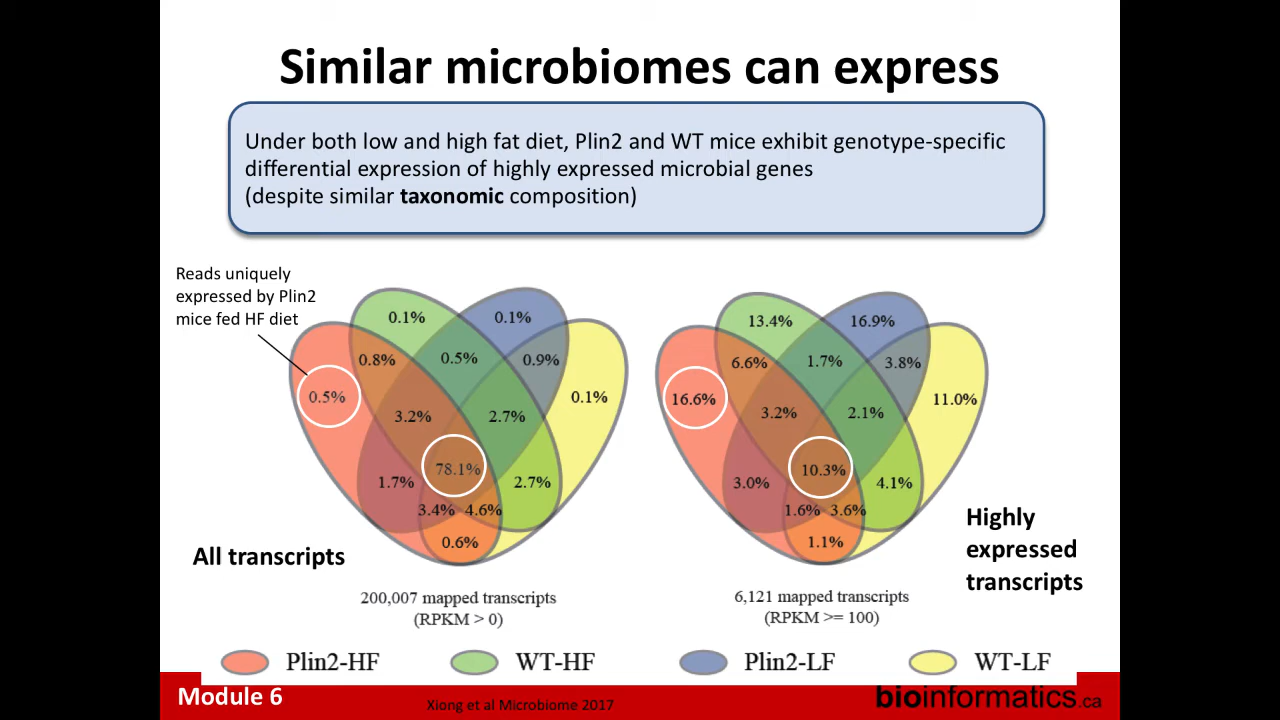 Similar microbiomes can express
Under both low and high fat diet, Plin2 and WT mice exhibit genotype-specific
differential expression of highly expressed microbial genes
(despite similar taxonomic composition)
Reads uniquely
expressed by Plin2
mice fed HF diet
0.1%
0.1%
0.8%
0.5%
0.9%
0.5%
0.1%
3.2%
2.7%
78.1%
1.7%
2.7%
3.4%
4.6%
0.6%
All transcripts
200,007 mapped transcripts
(RPKM > 0)
13.4%
16.9%
6.6%
1.7%
3.8%
16.6%
11.0%
3.2%
2.1%
10.3%
3.0%
4.1%
1.6%
3.6%
1.1%
Highly
expressed
transcripts
6,121 mapped transcripts
(RPKM >= 100)
Plin2-HF
WT-HF
Plin2-LF
WT-LF
Module 6
Xiong et al Microbiome 2017
bioinformatics.ca